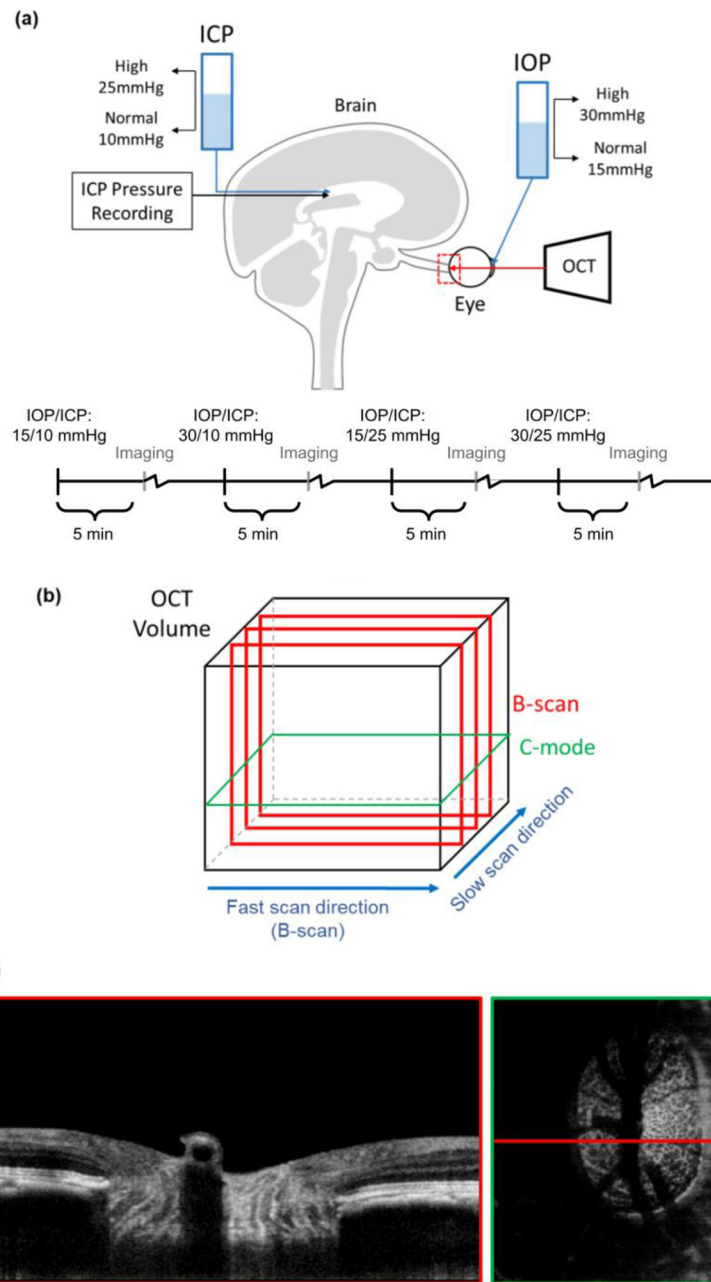 (a)
ICP
High
25mmHg
Normal
10mmHg
IOP
High
30mmHg
Normal
15mmHg
Brain
ICP Pressure
Recording
OCT
Eye
IOP/ICP:
15/10 mmHg
IOP/ICP:
30/10 mmHg
IOP/ICP:
15/25 mmHg
IOP/ICP:
30/25 mmHg
Imaging
Imaging
Imaging
Imaging
5 min
5 min
5 min
5 min
(b)
OCT
Volume
B-scan
C-mode
Slow scan direction
Fast scan direction
(B-scan)